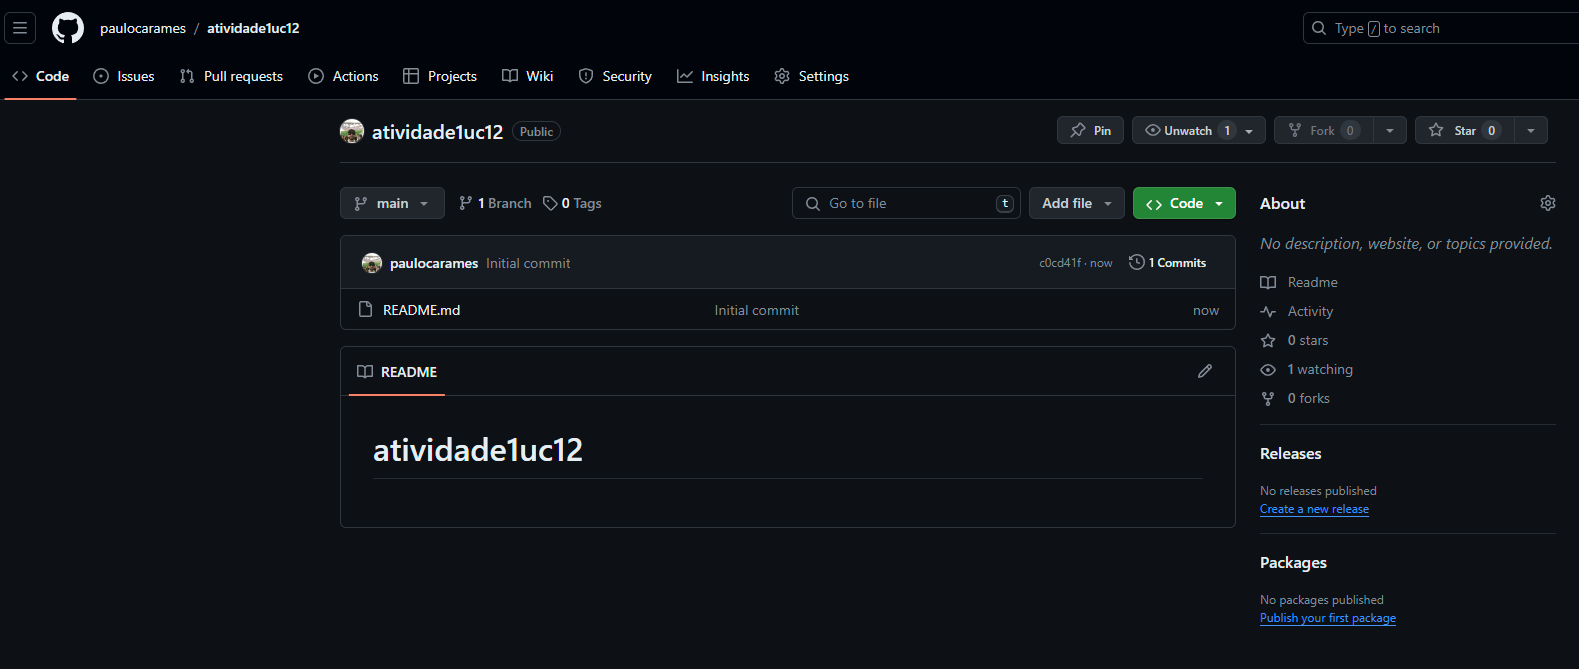 paulocarames / atividade1uc12
Type / to search
Code Issues Pull requests Actions Projects Wiki Security Insights Settings
atividade1uc12 Public
Pin Unwatch 1 Fork 0 Star 0
main 1 Branch 0 Tags
Go to file t Add file Code
paulocarames Initial commit c0cd41f · now 1 Commits
README.md Initial commit now
README
atividade1uc12
About
No description, website, or topics provided.
Readme
Activity
0 stars
1 watching
0 forks
Releases
No releases published
Create a new release
Packages
No packages published
Publish your first package